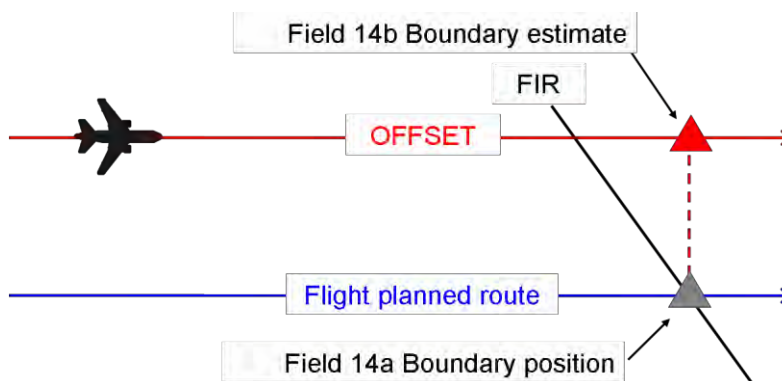 Field 14b Boundary estimate
FIR
OFFSET
Flight planned route
Field 14a Boundary position